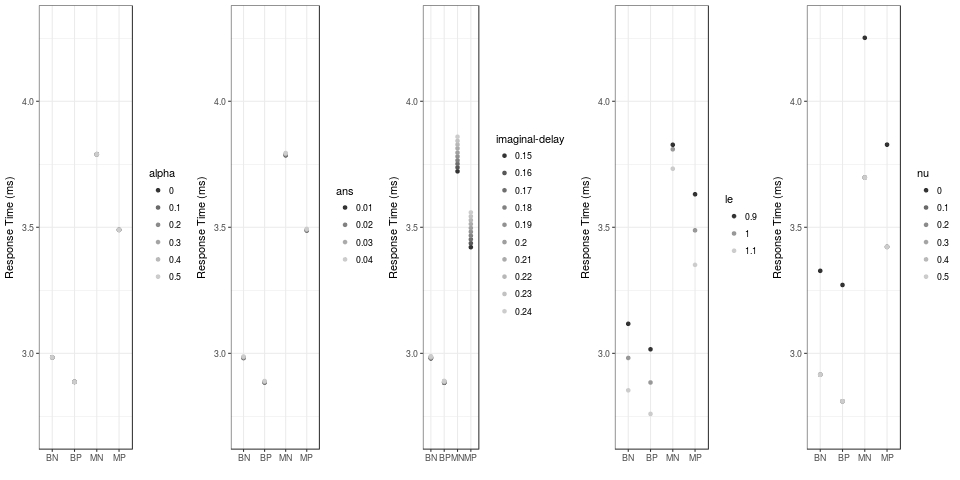 Response Time (ms)
4.0
3.5
3.0
BN BP MN MP
alpha
0
0.1
0.2
0.3
0.4
0.5
Response Time (ms)
4.0
3.5
3.0
BN BP MN MP
ans
0.01
0.02
0.03
0.04
Response Time (ms)
4.0
3.5
3.0
BN BP MN MP
imaginal-delay
0.15
0.16
0.17
0.18
0.19
0.2
0.21
0.22
0.23
0.24
Response Time (ms)
4.0
3.5
3.0
BN BP MN MP
le
0.9
1
1.1
Response Time (ms)
4.0
3.5
3.0
BN BP MN MP
nu
0
0.1
0.2
0.3
0.4
0.5